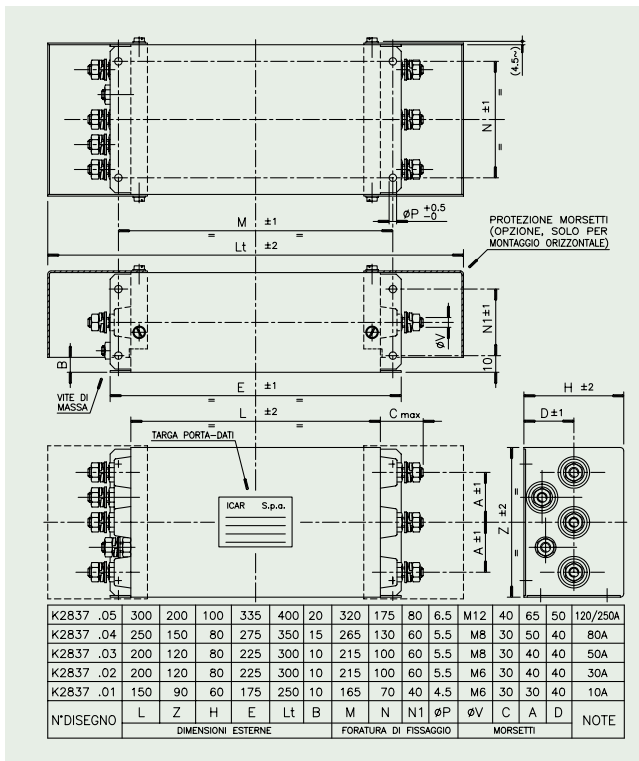 (4.5~)
N ±1
=
=
øP +0.5 -0
M ±1
= =
Lt ±2
PROTEZIONE MORSETTI
(OPZIONE, SOLO PER
MONTAGGIO ORIZZONTALE)
N1±1
øV
10
B
VITE DI
MASSA
E ±1
= =
L ±2
= =
C max
H ±2
D ±1
TARGA PORTA-DATI
ICAR S.p.a.
A ±1
A ±1
Z ±2
=
=
K2837 .05 300 200 100 335 400 20 320 175 80 6.5 M12 40 65 50 120/250A
K2837 .04 250 150 80 275 350 15 265 130 60 5.5 M8 30 50 40 80A
K2837 .03 200 120 80 225 300 10 215 100 60 5.5 M8 30 40 40 50A
K2837 .02 200 120 80 225 300 10 215 100 60 5.5 M6 30 40 40 30A
K2837 .01 150 90 60 175 250 10 165 70 40 4.5 M6 30 30 40 10A
N°DISEGNO L Z H E Lt B M N N1 øP øV C A D NOTE
DIMENSIONI ESTERNE FORATURA DI FISSAGGIO MORSETTI